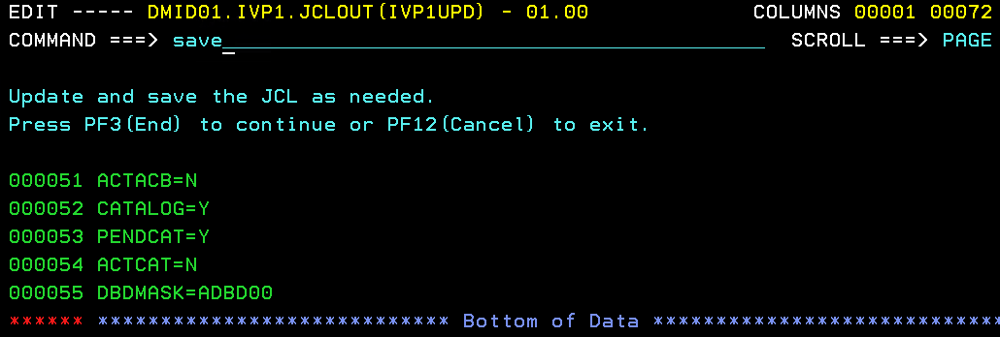 EDIT ----- DMID01.IVP1.JCLOUT(IVP1UPD) - 01.00 COLUMNS 00001 00072
COMMAND ===> save___________________________________________ SCROLL ===> PAGE
Update and save the JCL as needed.
Press PF3(End) to continue or PF12(Cancel) to exit.
000051 ACTACB=N
000052 CATALOG=Y
000053 PENDCAT=Y
000054 ACTCAT=N
000055 DBDMASK=ADBD00
****** **************************** Bottom of Data ****************************